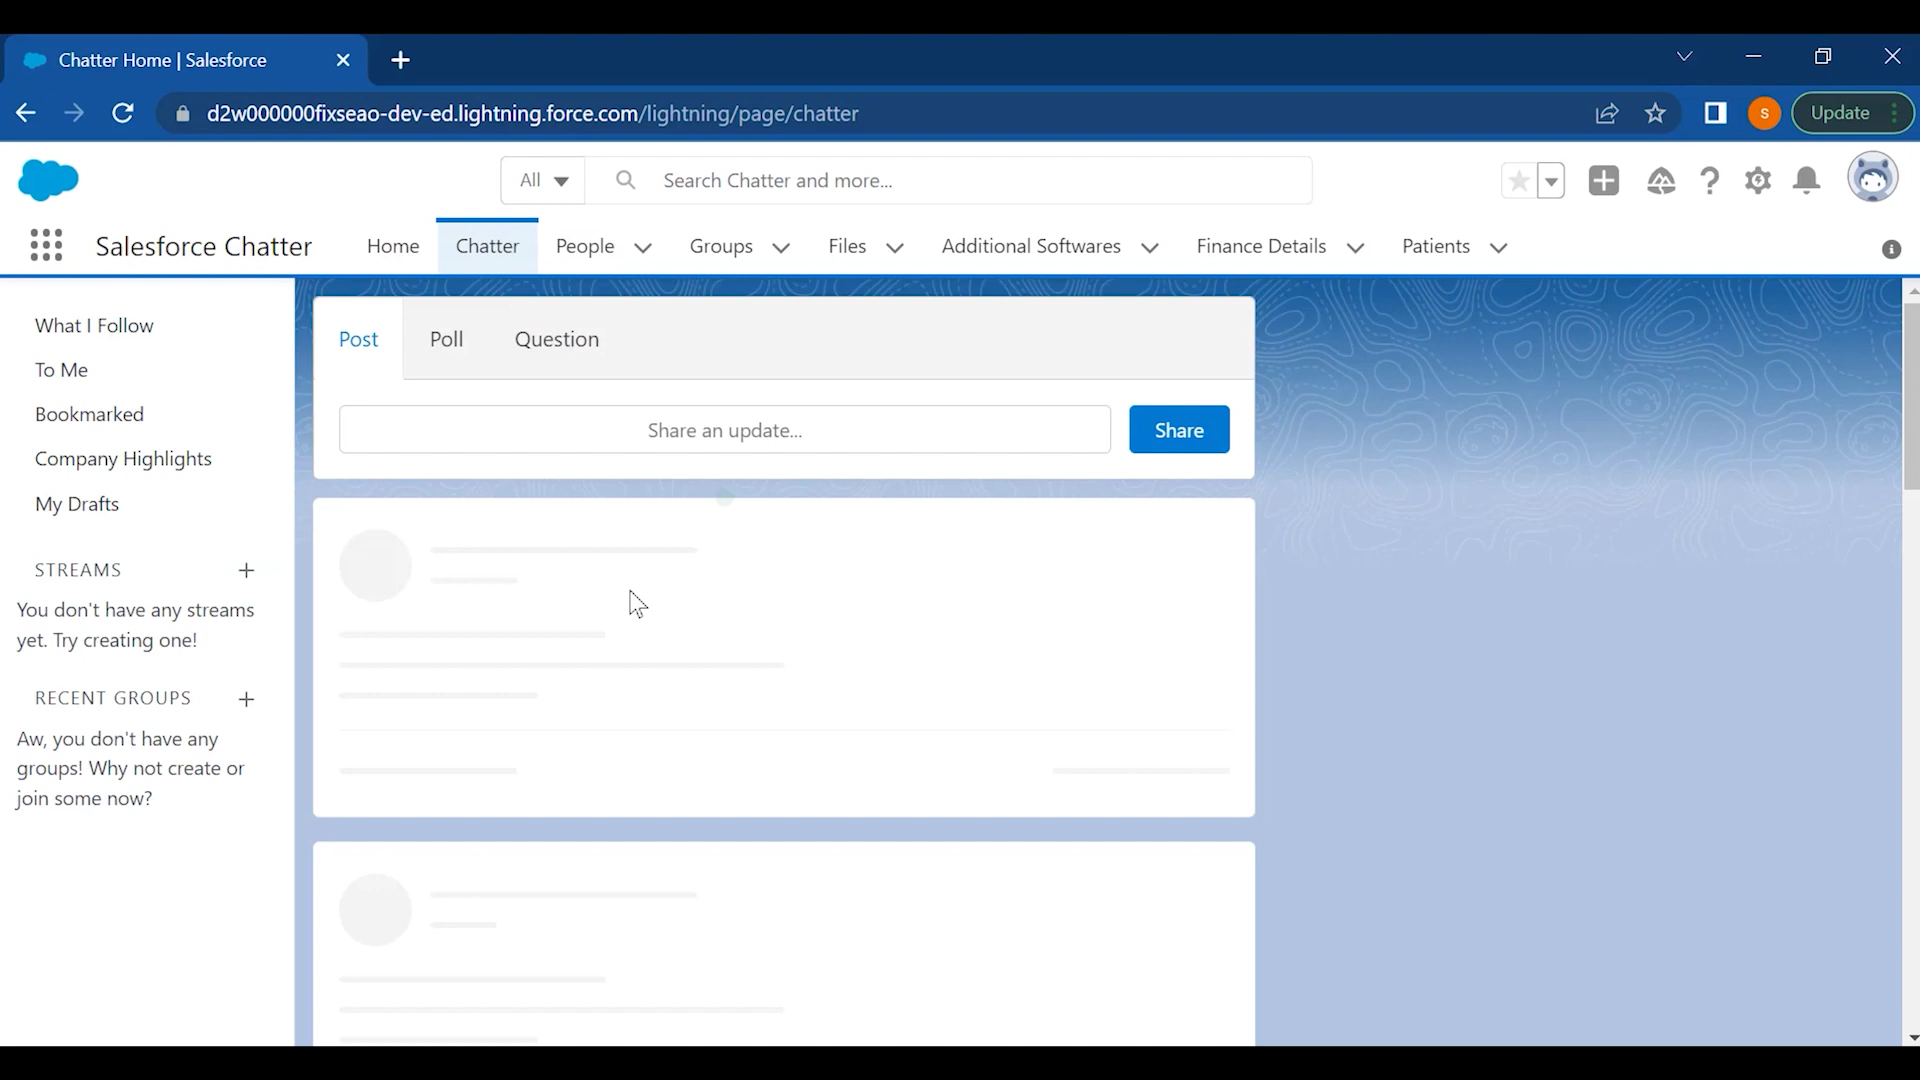 Chatter Home | Salesforce
d2w000000fixseao-dev-ed.lightning.force.com/lightning/page/chatter
s
Update
All
Search Chatter and more...
Salesforce Chatter
Home
Chatter
People
Groups
Files
Additional Softwares
Finance Details
Patients
What I Follow
To Me
Bookmarked
Company Highlights
My Drafts
STREAMS
You don't have any streams
yet. Try creating one!
RECENT GROUPS
Aw, you don't have any
groups! Why not create or
join some now?
Post
Poll
Question
Share an update...
Share